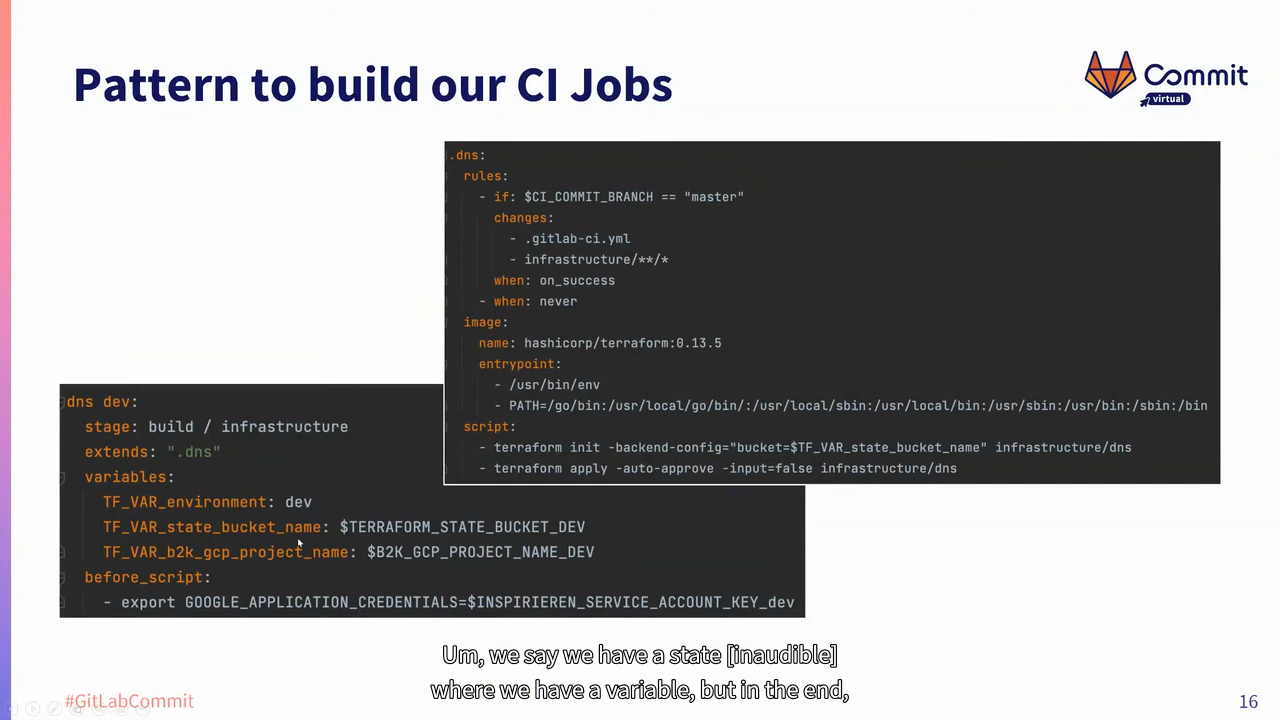 Pattern to build our CI Jobs
Commit
virtual
.dns:
rules:
- if: $CI_COMMIT_BRANCH == "master"
changes:
- .gitlab-ci.yml
- infrastructure/**/*
when: on_success
- when: never
image:
name: hashicorp/terraform:0.13.5
entrypoint:
- /usr/bin/env
- PATH=/go/bin:/usr/local/go/bin/:/usr/local/sbin:/usr/local/bin:/usr/sbin:/usr/bin:/sbin:/bin
script:
- terraform init -backend-config="bucket=$TF_VAR_state_bucket_name" infrastructure/dns
- terraform apply -auto-approve -input=false infrastructure/dns
dns dev:
stage: build / infrastructure
extends: ".dns"
variables:
TF_VAR_environment: dev
TF_VAR_state_bucket_name: $TERRAFORM_STATE_BUCKET_DEV
TF_VAR_b2k_gcp_project_name: $B2K_GCP_PROJECT_NAME_DEV
before_script:
- export GOOGLE_APPLICATION_CREDENTIALS=$INSPIRIEREN_SERVICE_ACCOUNT_KEY_dev
Um, we say we have a state [inaudible]
where we have a variable, but in the end,
#GitLabCommit
16